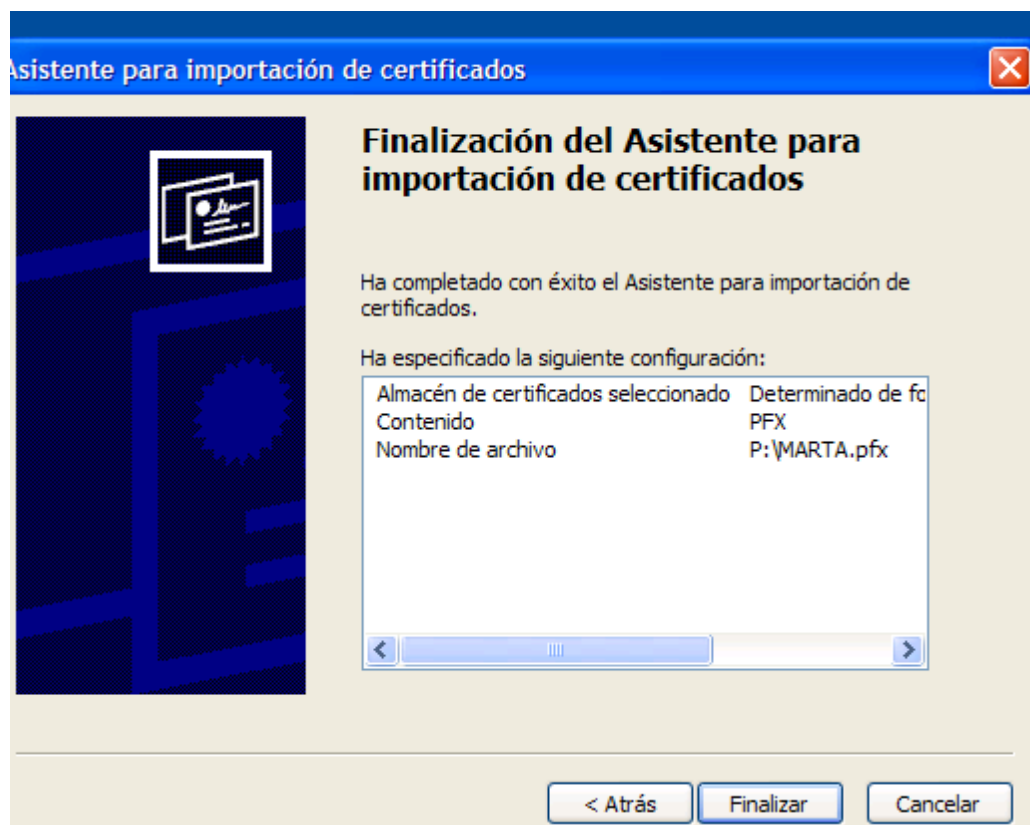 Asistente para importación de certificados
Finalización del Asistente para
importación de certificados
Ha completado con éxito el Asistente para importación de
certificados.
Ha especificado la siguiente configuración:
Almacén de certificados seleccionado Determinado de fo
Contenido PFX
Nombre de archivo P:\MARTA.pfx
< Atrás Finalizar Cancelar